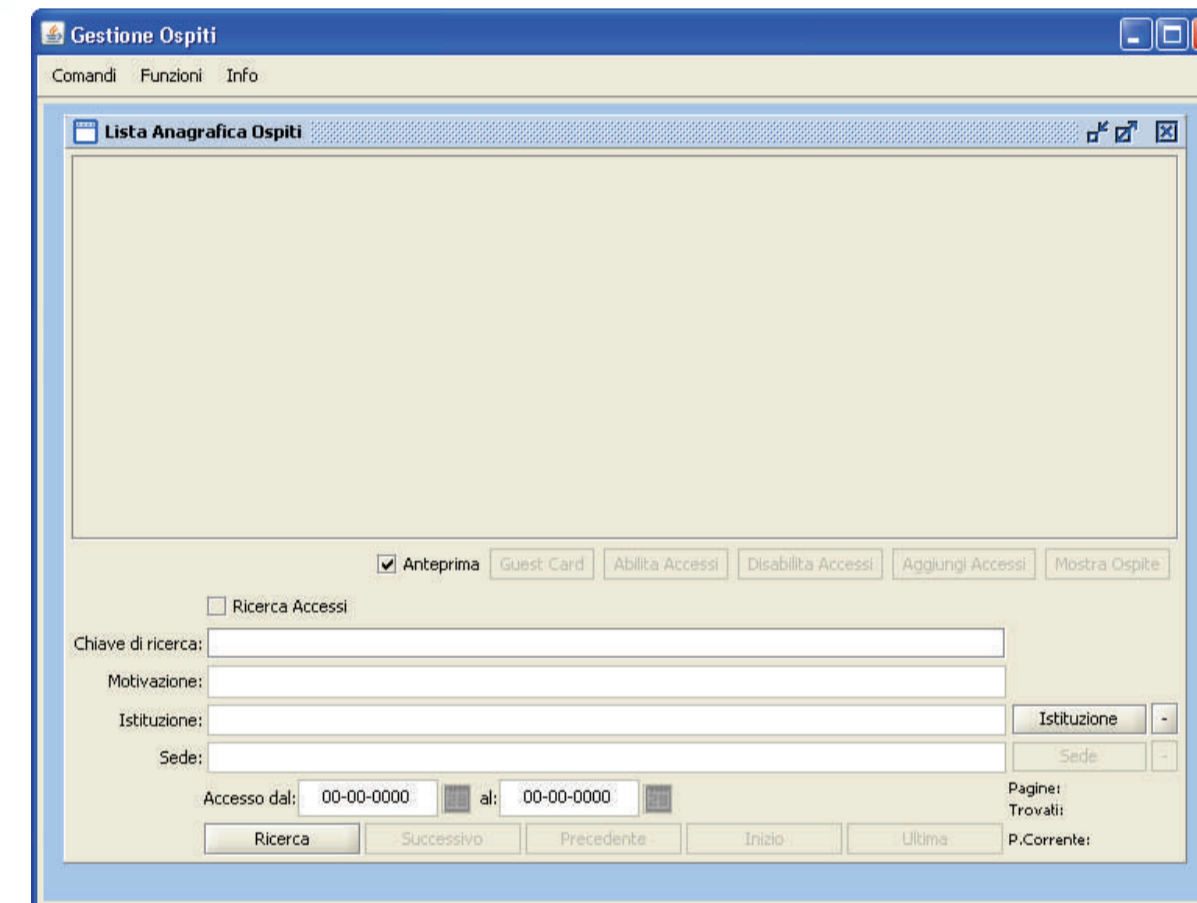 Gestione Ospiti
Comandi Funzioni Info
Lista Anagrafica Ospiti
Anteprima Guest Card Abilita Accessi Disabilita Accessi Aggiungi Accessi Mostra Ospite
Ricerca Accessi
Chiave di ricerca:
Motivazione:
Istituzione: Istituzione -
Sede: Sede -
Accesso dal: 00-00-0000 al: 00-00-0000 Pagine:
Trovati:
Ricerca Successivo Precedente Inizio Ultima P.Corrente: